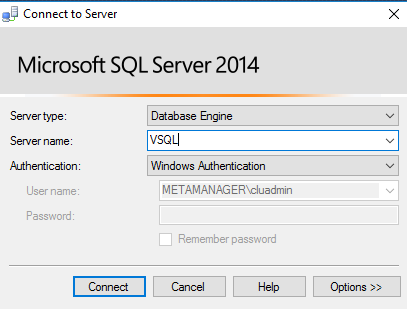 Connect to Server
Microsoft SQL Server 2014
Server type: Database Engine
Server name: VSQL
Authentication: Windows Authentication
User name: METAMANAGER\cluadmin
Password:
Remember password
Connect Cancel Help Options >>